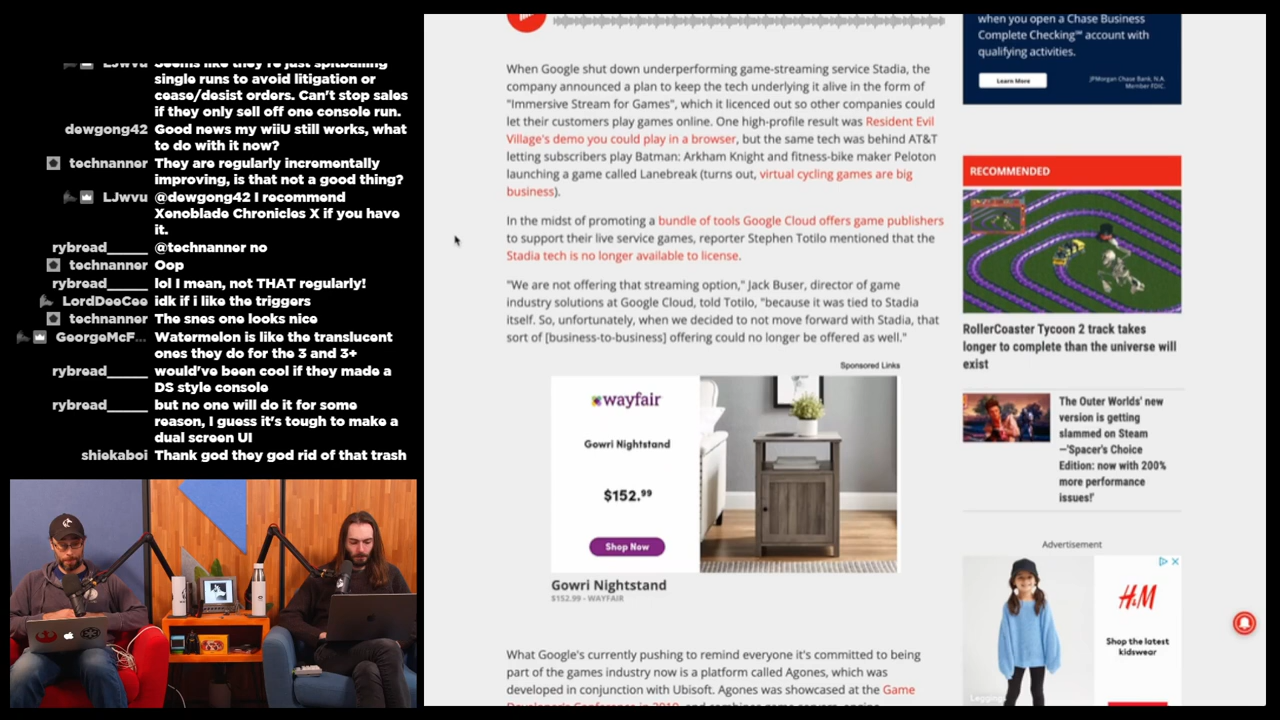 LJwvu Seems like they're just spitballing
single runs to avoid litigation or
cease/desist orders. Can't stop sales
if they only sell off one console run.
dewgong42 Good news my wiiU still works, what
to do with it now?
technanner They are regularly incrementally
improving, is that not a good thing?
LJwvu @dewgong42 I recommend
Xenoblade Chronicles X if you have
it.
rybread_____ @technanner no
technanner Oop
rybread_____ lol I mean, not THAT regularly!
LordDeeCee idk if i like the triggers
technanner The snes one looks nice
GeorgeMcF... Watermelon is like the translucent
ones they do for the 3 and 3+
rybread_____ would've been cool if they made a
DS style console
rybread_____ but no one will do it for some
reason, I guess it's tough to make a
dual screen UI
shiekaboi Thank god they god rid of that trash
When Google shut down underperforming game-streaming service Stadia, the
company announced a plan to keep the tech underlying it alive in the form of
"Immersive Stream for Games", which it licenced out so other companies could
let their customers play games online. One high-profile result was Resident Evil
Village's demo you could play in a browser, but the same tech was behind AT&T
letting subscribers play Batman: Arkham Knight and fitness-bike maker Peloton
launching a game called Lanebreak (turns out, virtual cycling games are big
business).
In the midst of promoting a bundle of tools Google Cloud offers game publishers
to support their live service games, reporter Stephen Totilo mentioned that the
Stadia tech is no longer available to license.
"We are not offering that streaming option," Jack Buser, director of game
industry solutions at Google Cloud, told Totilo, "because it was tied to Stadia
itself. So, unfortunately, when we decided to not move forward with Stadia, that
sort of [business-to-business] offering could no longer be offered as well."
Sponsored Links
wayfair
Gowri Nightstand
$152.99
Shop Now
Gowri Nightstand
$152.99 - WAYFAIR
What Google's currently pushing to remind everyone it's committed to being
part of the games industry now is a platform called Agones, which was
developed in conjunction with Ubisoft. Agones was showcased at the Game
Developer's Conference in 2019, and combines game servers, engine
when you open a Chase Business
Complete Checking℠ account with
qualifying activities.
Learn More
JPMorgan Chase Bank, N.A.
Member FDIC.
RECOMMENDED
RollerCoaster Tycoon 2 track takes
longer to complete than the universe will
exist
The Outer Worlds' new
version is getting
slammed on Steam
—'Spacer's Choice
Edition: now with 200%
more performance
issues!'
Advertisement
H&M
Shop the latest
kidswear
Leggings